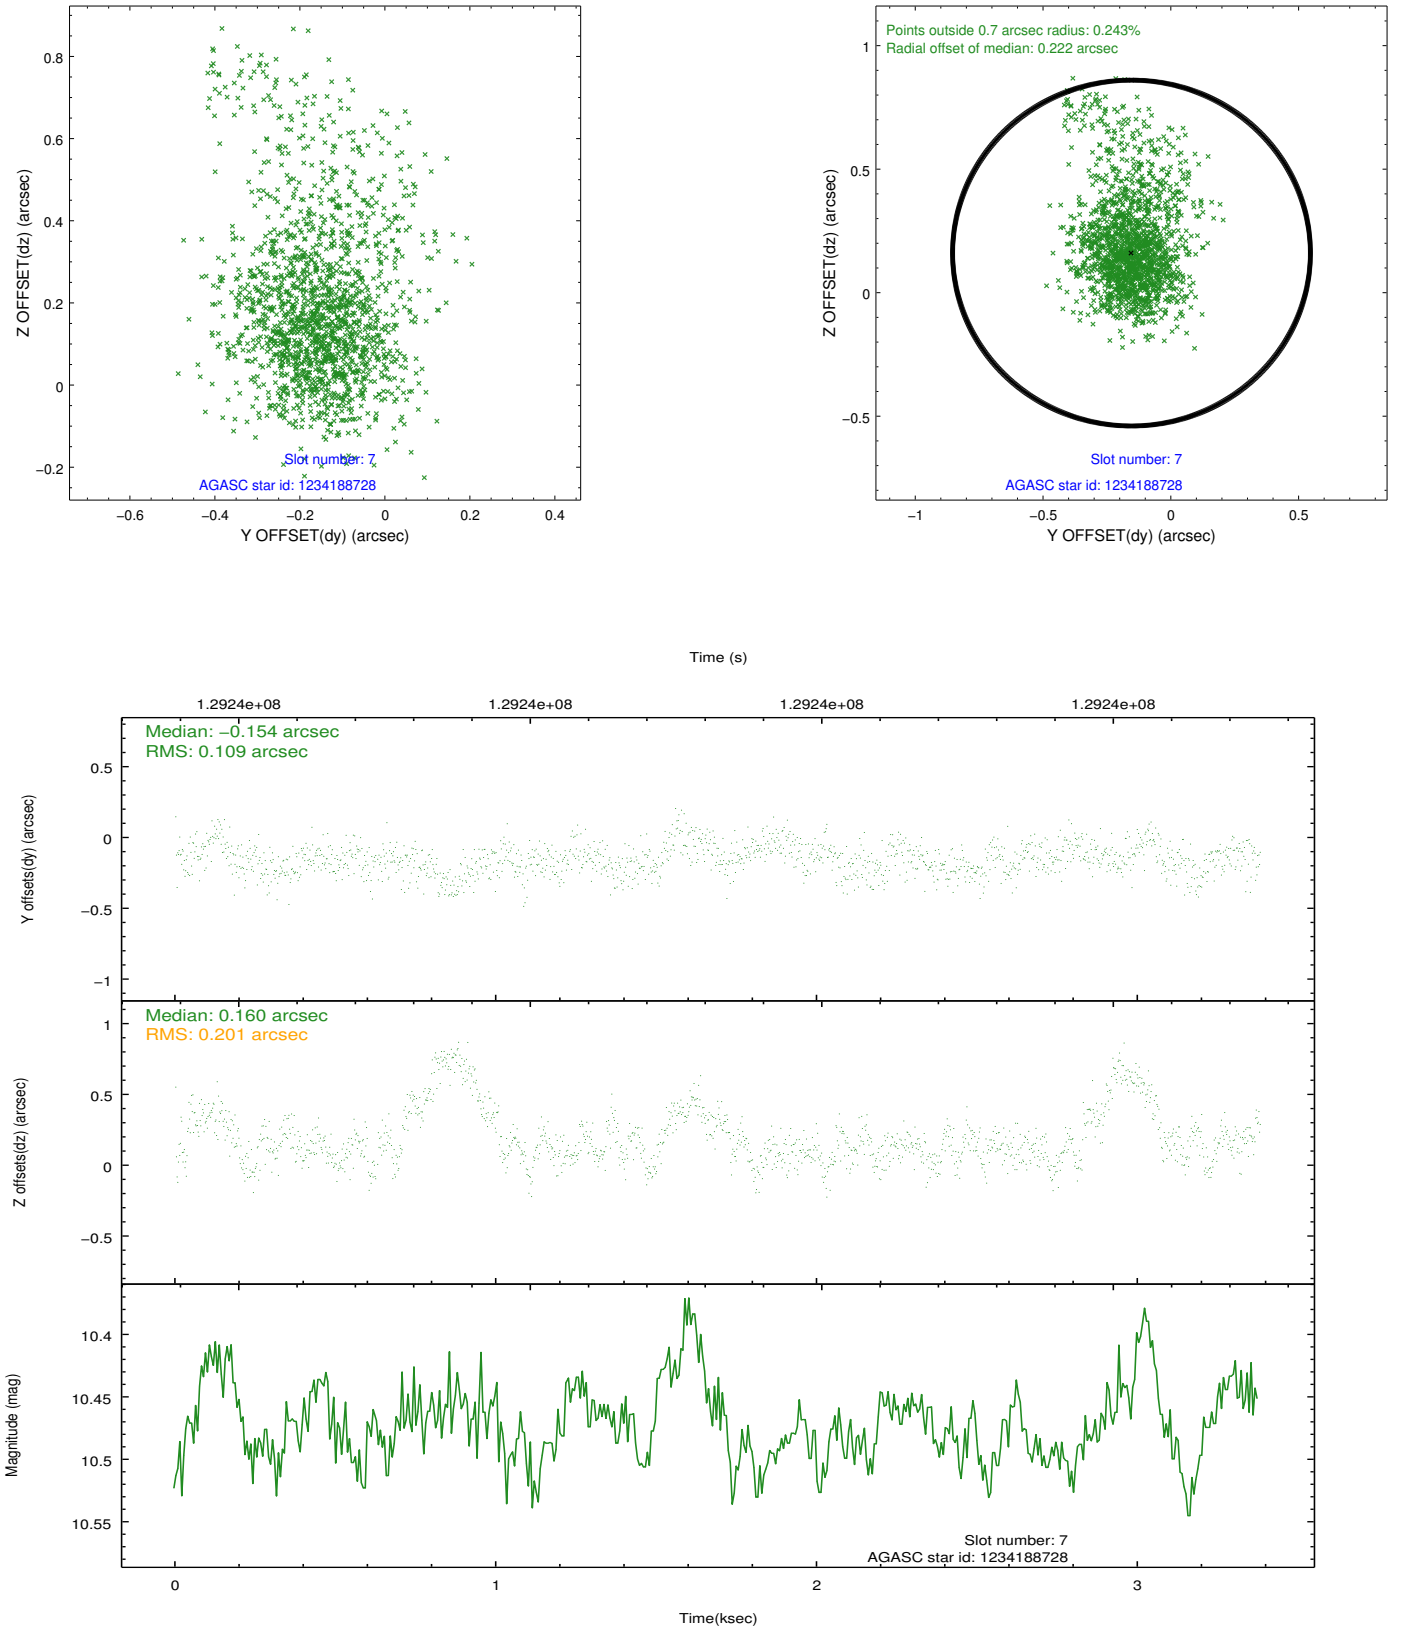 0.8
0.6
0.4
0.2
0
−0.2
Z OFFSET(dz) (arcsec)
Slot number: 7
AGASC star id: 1234188728
−0.6 −0.4 −0.2 0 0.2 0.4
Y OFFSET(dy) (arcsec)
Points outside 0.7 arcsec radius: 0.243%
Radial offset of median: 0.222 arcsec
1
0.5
0
−0.5
Z OFFSET(dz) (arcsec)
Slot number: 7
AGASC star id: 1234188728
−1 −0.5 0 0.5
Y OFFSET(dy) (arcsec)
Time (s)
1.2924e+08 1.2924e+08 1.2924e+08 1.2924e+08
Median: −0.154 arcsec
RMS: 0.109 arcsec
0.5
0
−0.5
−1
Y offsets(dy) (arcsec)
Median: 0.160 arcsec
RMS: 0.201 arcsec
1
0.5
0
−0.5
Z offsets(dz) (arcsec)
10.4
10.45
10.5
10.55
Magnitude (mag)
Slot number: 7
AGASC star id: 1234188728
0 1 2 3
Time(ksec)